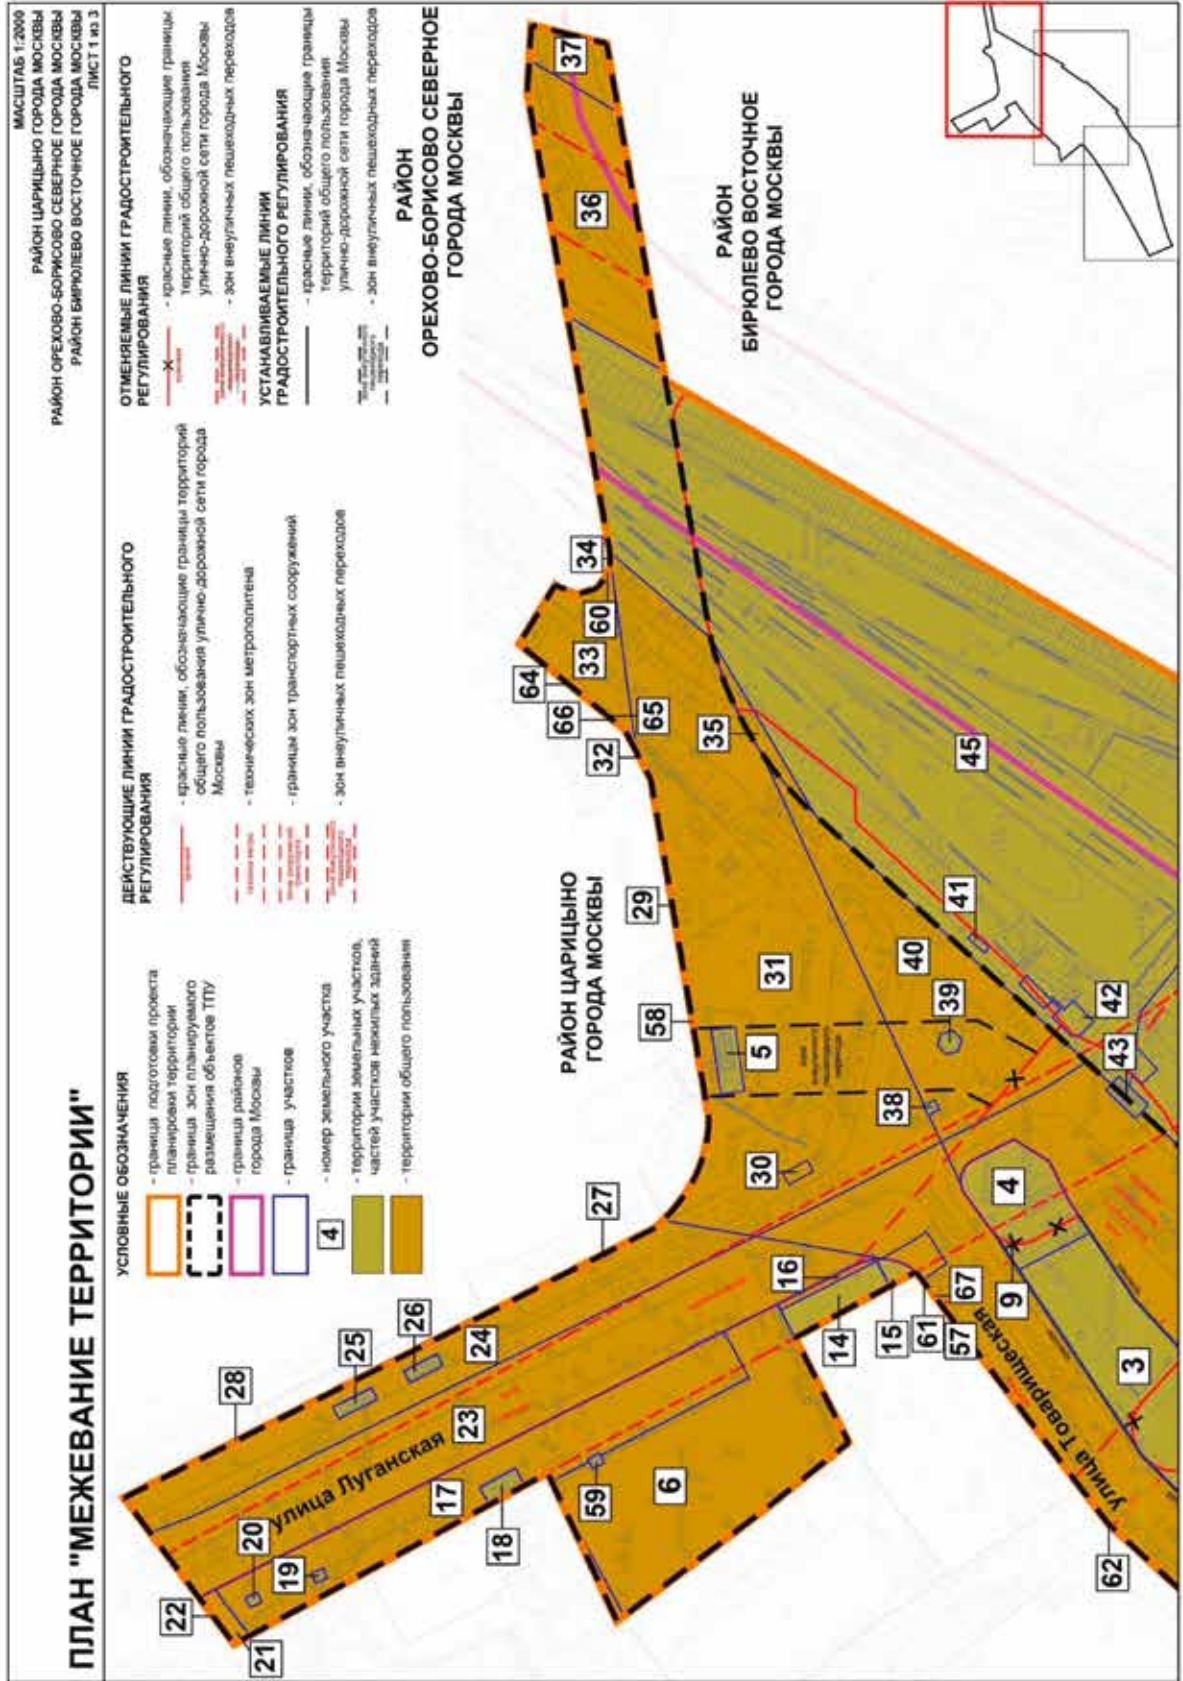 МАСШТАБ 1:2000
РАЙОН ЦАРИЦЫНО ГОРОДА МОСКВЫ
РАЙОН ОРЕХОВО-БОРИСОВО СЕВЕРНОЕ ГОРОДА МОСКВЫ
РАЙОН БИРЮЛЕВО ВОСТОЧНОЕ ГОРОДА МОСКВЫ
ЛИСТ 1 из 3
ПЛАН "МЕЖЕВАНИЕ ТЕРРИТОРИИ"
УСЛОВНЫЕ ОБОЗНАЧЕНИЯ
- граница подготовки проекта
планировки территории
- граница зон планируемого
размещения объектов ТПУ
- граница районов
города Москвы
- граница участков
4
- номер земельного участка
- территории земельных участков,
частей участков нежилых зданий
- территории общего пользования
ДЕЙСТВУЮЩИЕ ЛИНИИ ГРАДОСТРОИТЕЛЬНОГО
РЕГУЛИРОВАНИЯ
- красные линии, обозначающие границы территорий
общего пользования улично-дорожной сети города
Москвы
- технических зон метрополитена
- границы зон транспортных сооружений
- зон внеуличных пешеходных переходов
ОТМЕНЯЕМЫЕ ЛИНИИ ГРАДОСТРОИТЕЛЬНОГО
РЕГУЛИРОВАНИЯ
- красные линии, обозначающие границы
территорий общего пользования
улично-дорожной сети города Москвы
- зон внеуличных пешеходных переходов
УСТАНАВЛИВАЕМЫЕ ЛИНИИ
ГРАДОСТРОИТЕЛЬНОГО РЕГУЛИРОВАНИЯ
- красные линии, обозначающие границы
территорий общего пользования
улично-дорожной сети города Москвы
- зон внеуличных пешеходных переходов
РАЙОН
ОРЕХОВО-БОРИСОВО СЕВЕРНОЕ
ГОРОДА МОСКВЫ
РАЙОН
БИРЮЛЕВО ВОСТОЧНОЕ
ГОРОДА МОСКВЫ
РАЙОН ЦАРИЦЫНО
ГОРОДА МОСКВЫ
улица Луганская
улица Товарищеская
22
21
20
19
28
25
26
24
23
17
18
59
6
27
16
14
15
61
57
67
30
58
5
29
31
38
39
40
41
42
43
4
9
3
62
32
66
64
33
60
34
65
35
45
36
37